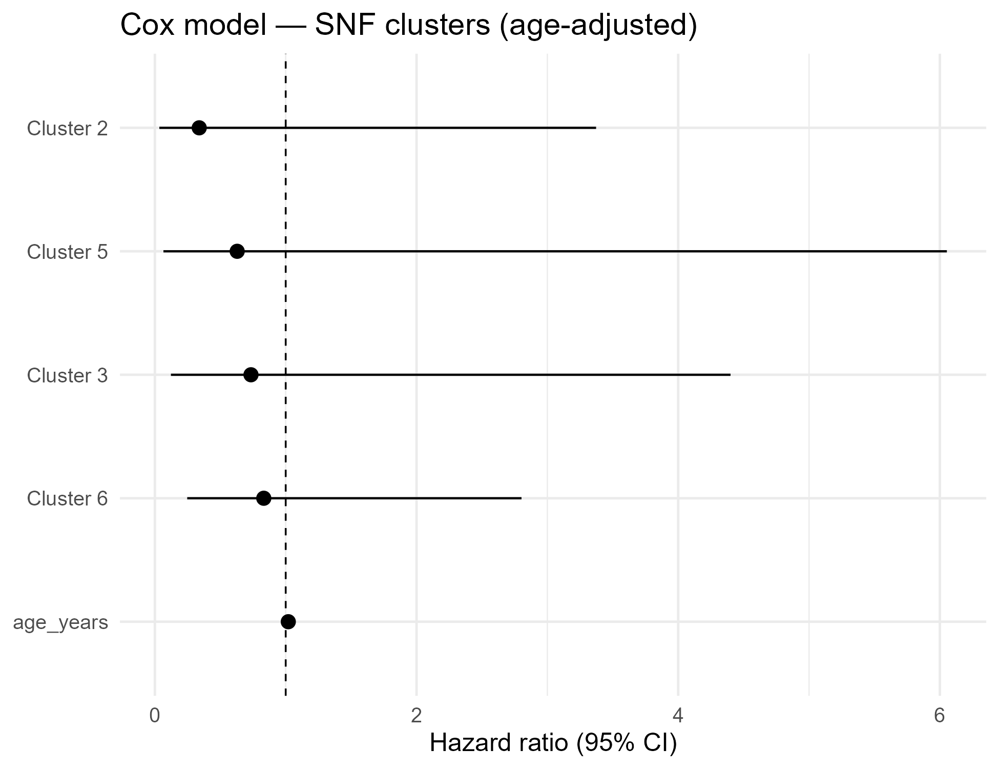 Cox model — SNF clusters (age-adjusted)
Cluster 2
Cluster 5
Cluster 3
Cluster 6
age_years
0 2 4 6
Hazard ratio (95% CI)